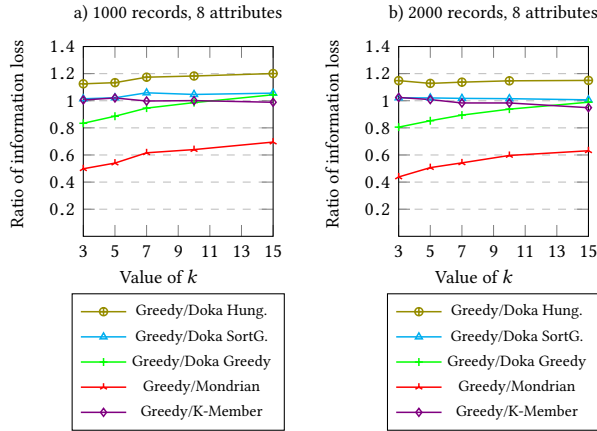 a) 1000 records, 8 attributes
1.4
1.2
1
0.8
0.6
0.4
0.2
Ratio of information loss
3 5 7 10 15
Value of k
Greedy/Doka Hung.
Greedy/Doka SortG.
Greedy/Doka Greedy
Greedy/Mondrian
Greedy/K-Member
b) 2000 records, 8 attributes
1.4
1.2
1
0.8
0.6
0.4
0.2
Ratio of information loss
3 5 7 10 15
Value of k
Greedy/Doka Hung.
Greedy/Doka SortG.
Greedy/Doka Greedy
Greedy/Mondrian
Greedy/K-Member